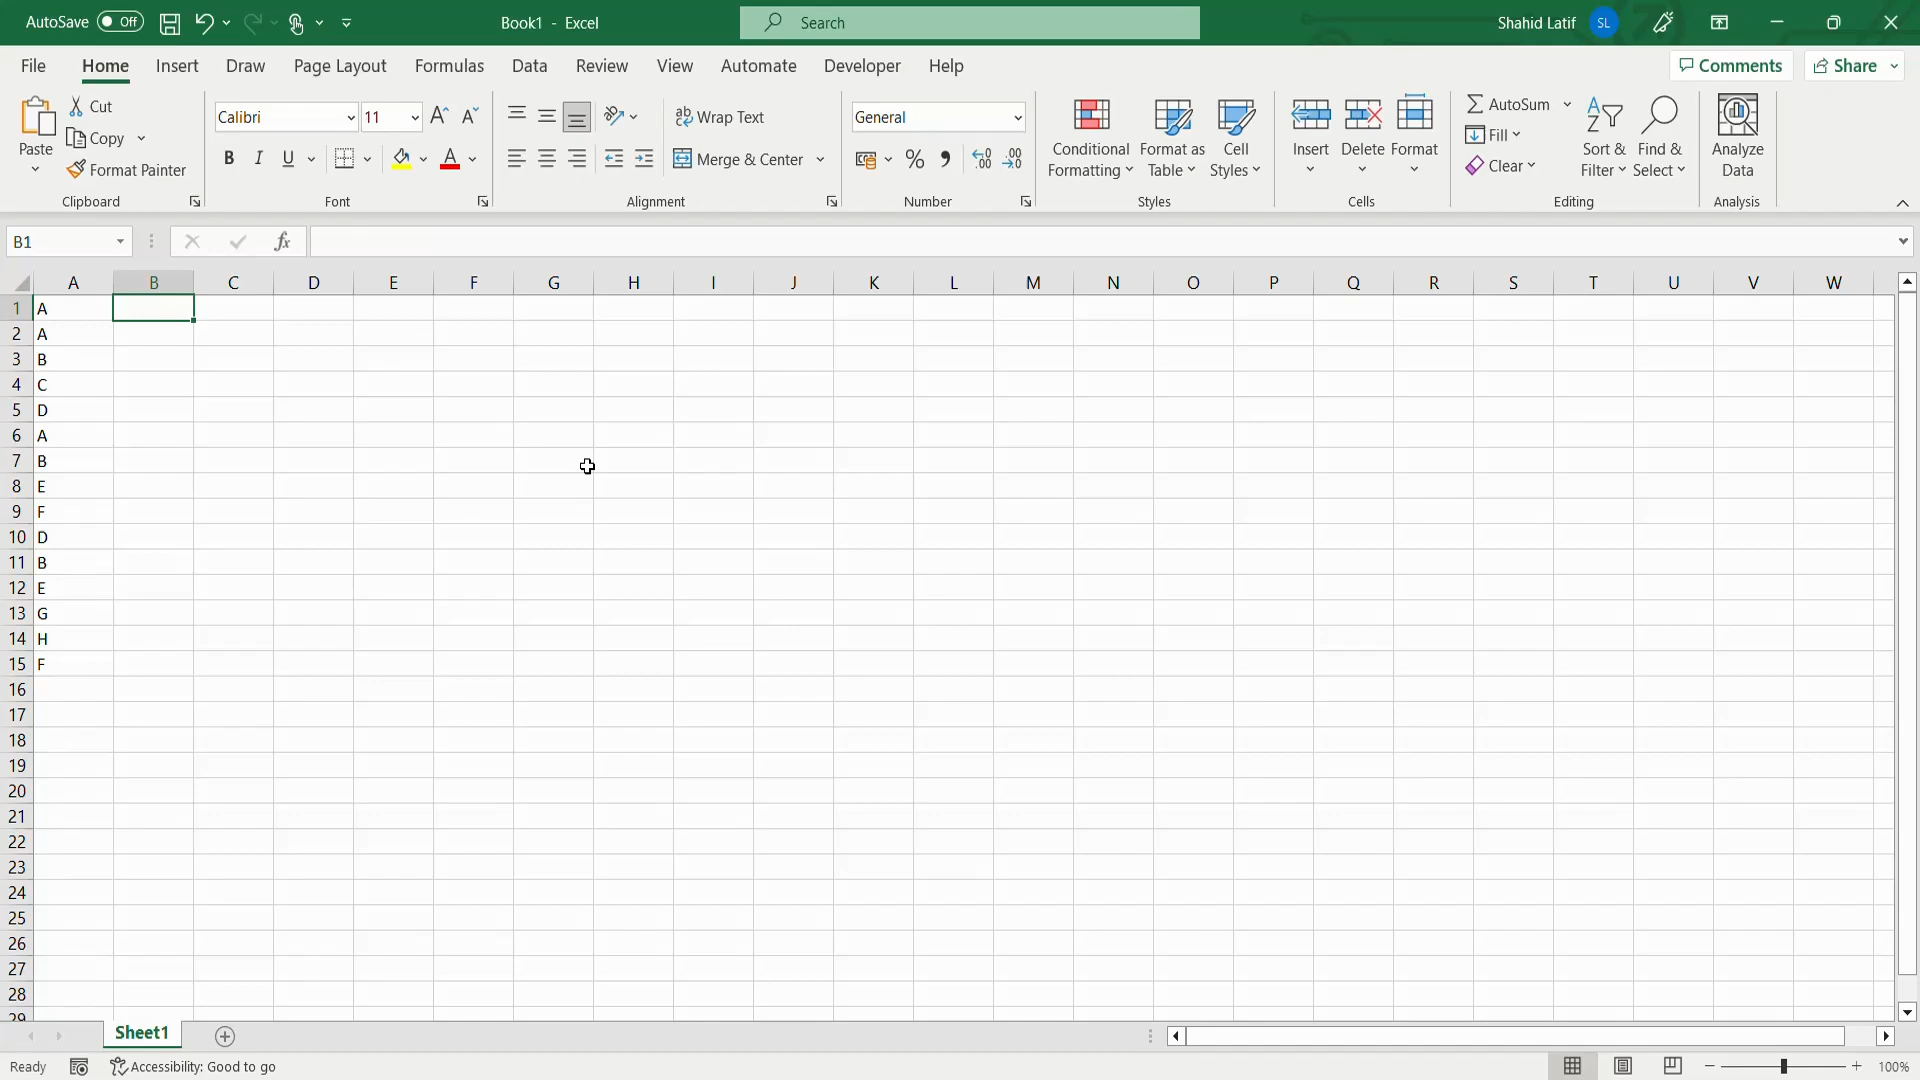 AutoSave Off Book1 - Excel Search Shahid Latif SL
File Home Insert Draw Page Layout Formulas Data Review View Automate Developer Help Comments Share
Paste Cut Copy Format Painter Clipboard
Calibri 11 B I U A Font
Wrap Text Merge & Center Alignment
General % Number
Conditional Formatting Format as Table Cell Styles Styles
Insert Delete Format Cells
AutoSum Fill Clear Sort & Filter Find & Select Editing
Analyze Data Analysis
B1 fx
A B C D E F G H I J K L M N O P Q R S T U V W
1 A
2 A
3 B
4 C
5 D
6 A
7 B
8 E
9 F
10 D
11 B
12 E
13 G
14 H
15 F
16
17
18
19
20
21
22
23
24
25
26
27
28
29
Sheet1
Ready Accessibility: Good to go 100%